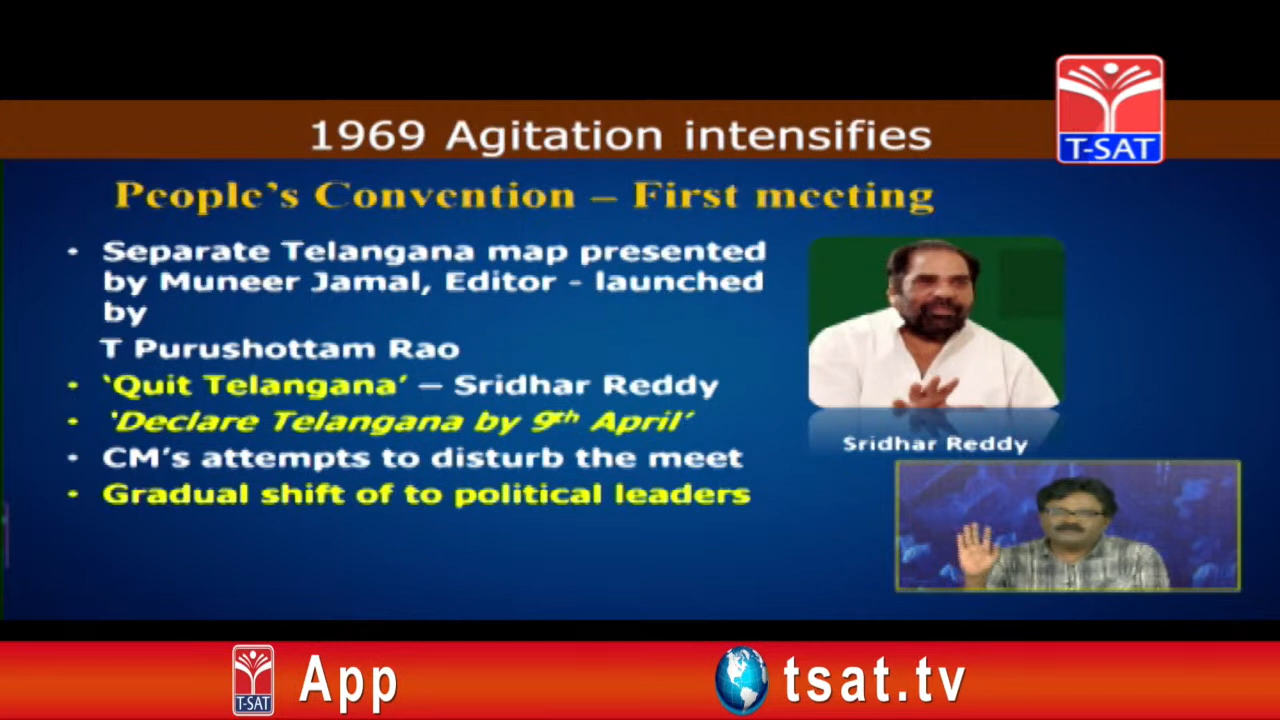 1969 Agitation intensifies
T-SAT
People's Convention – First meeting
• Separate Telangana map presented
by Muneer Jamal, Editor - launched
by
T Purushottam Rao
• ‘Quit Telangana’ – Sridhar Reddy
• ‘Declare Telangana by 9th April’
• CM's attempts to disturb the meet
• Gradual shift of to political leaders
Sridhar Reddy
T-SAT
App
tsat.tv